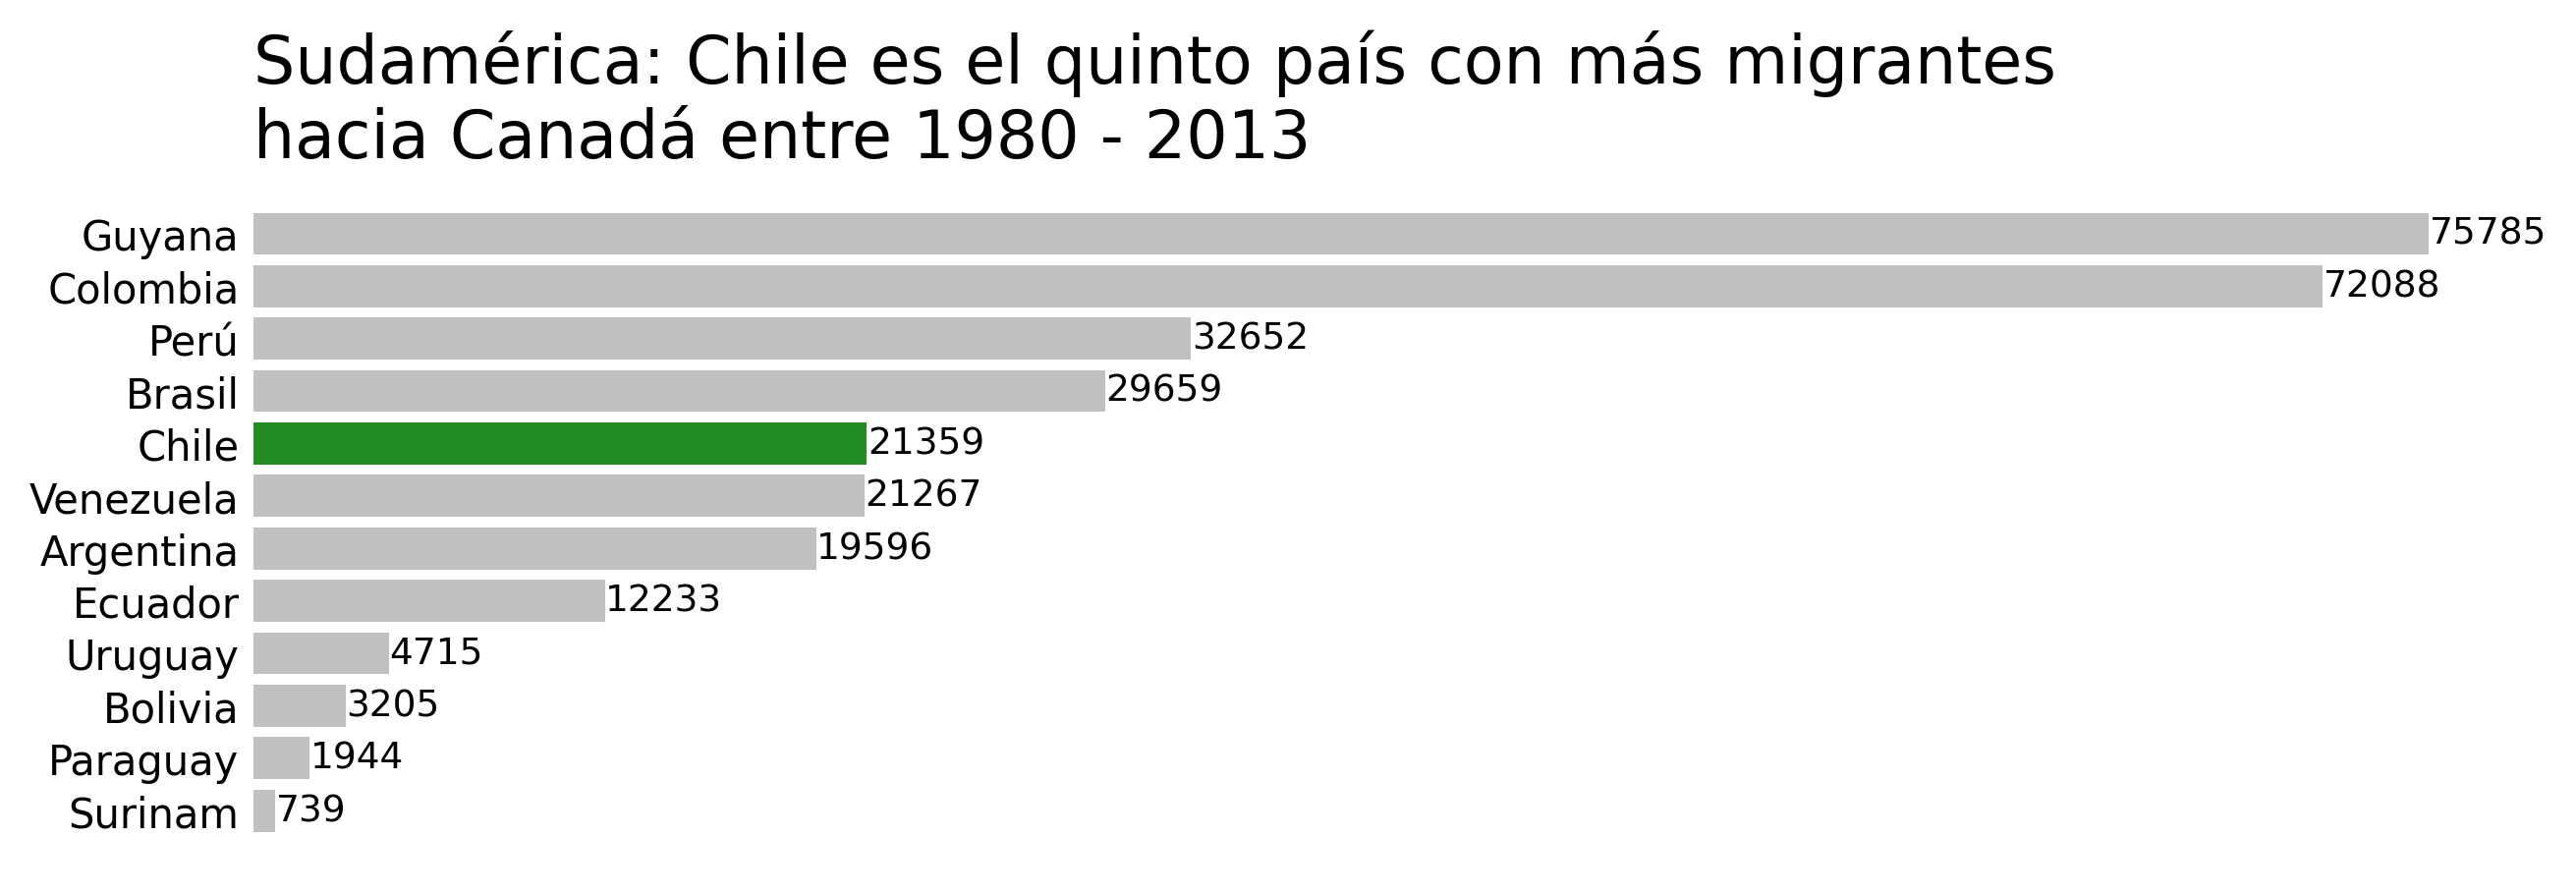 Sudamérica: Chile es el quinto país con más migrantes
hacia Canadá entre 1980 - 2013
Guyana 75785
Colombia 72088
Perú 32652
Brasil 29659
Chile 21359
Venezuela 21267
Argentina 19596
Ecuador 12233
Uruguay 4715
Bolivia 3205
Paraguay 1944
Surinam 739